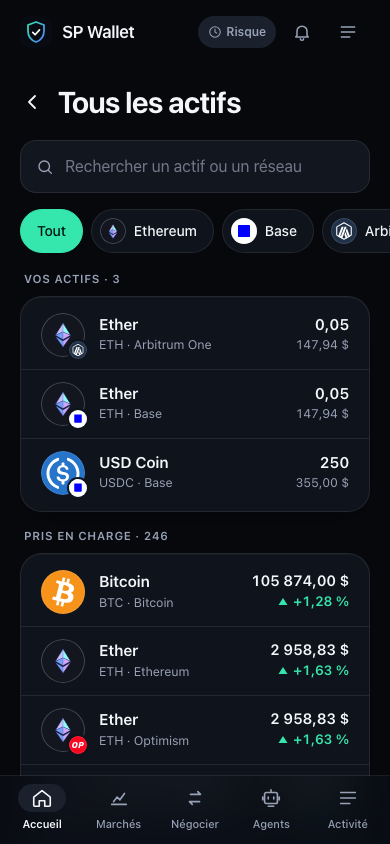 SP Wallet
Risque
Tous les actifs
Rechercher un actif ou un réseau
Tout
Ethereum
Base
VOS ACTIFS · 3
Ether
0,05
ETH · Arbitrum One
147,94 $
Ether
0,05
ETH · Base
147,94 $
USD Coin
250
USDC · Base
355,00 $
PRIS EN CHARGE · 246
Bitcoin
105 874,00 $
BTC · Bitcoin
▲ +1,28 %
Ether
2 958,83 $
ETH · Ethereum
▲ +1,63 %
Ether
2 958,83 $
OP
ETH · Optimism
▲ +1,63 %
Accueil
Marchés
Négocier
Agents
Activité